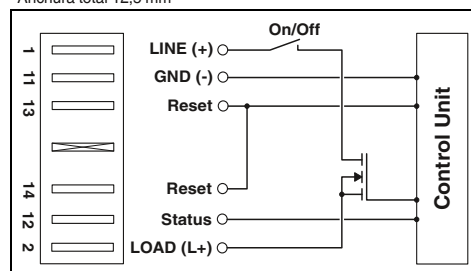 Anchura total 12,5 mm
On/Off
1 LINE (+)
11 GND (-)
13 Reset
14 Reset
12 Status
2 LOAD (L+)
Control Unit